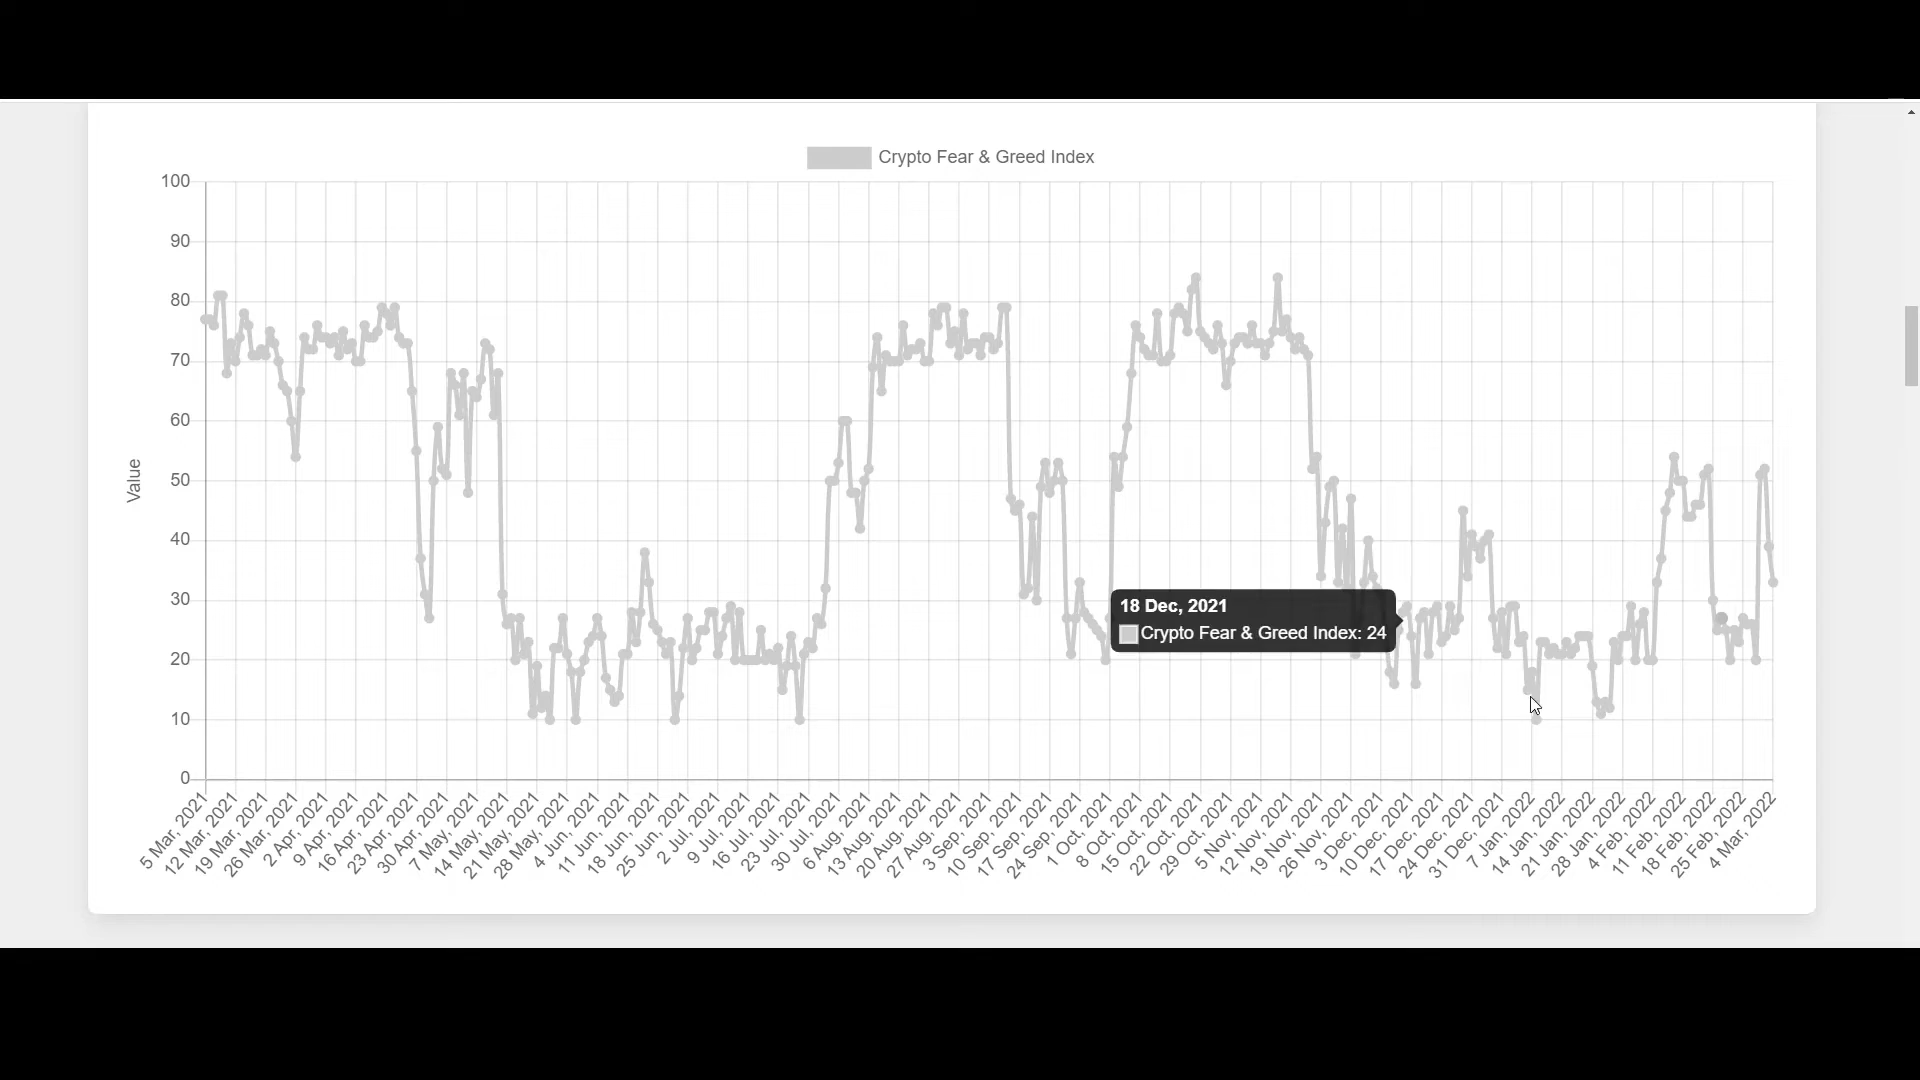 Crypto Fear & Greed Index
100
90
80
70
60
50
40
30
20
10
0
Value
18 Dec, 2021
Crypto Fear & Greed Index: 24
5 Mar, 2021
12 Mar, 2021
19 Mar, 2021
26 Mar, 2021
2 Apr, 2021
9 Apr, 2021
16 Apr, 2021
23 Apr, 2021
30 Apr, 2021
7 May, 2021
14 May, 2021
21 May, 2021
28 May, 2021
4 Jun, 2021
11 Jun, 2021
18 Jun, 2021
25 Jun, 2021
2 Jul, 2021
9 Jul, 2021
16 Jul, 2021
23 Jul, 2021
30 Jul, 2021
6 Aug, 2021
13 Aug, 2021
20 Aug, 2021
27 Aug, 2021
3 Sep, 2021
10 Sep, 2021
17 Sep, 2021
24 Sep, 2021
1 Oct, 2021
8 Oct, 2021
15 Oct, 2021
22 Oct, 2021
29 Oct, 2021
5 Nov, 2021
12 Nov, 2021
19 Nov, 2021
26 Nov, 2021
3 Dec, 2021
10 Dec, 2021
17 Dec, 2021
24 Dec, 2021
31 Dec, 2021
7 Jan, 2022
14 Jan, 2022
21 Jan, 2022
28 Jan, 2022
4 Feb, 2022
11 Feb, 2022
18 Feb, 2022
25 Feb, 2022
4 Mar, 2022